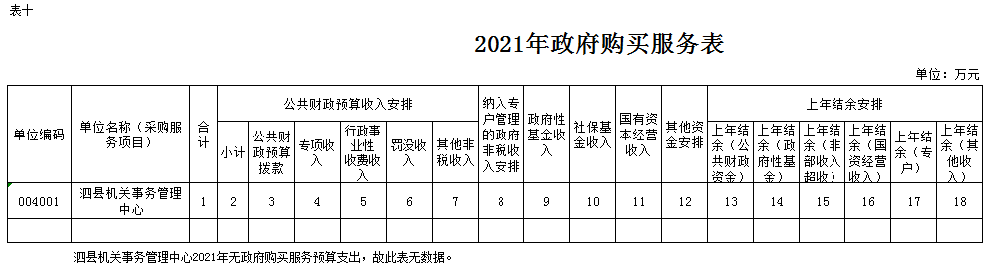 表十
2021年政府购买服务表
单位：万元
单位编码
单位名称（采购服
务项目）
合
计
公共财政预算收入安排
小计
公共财
政预算
拨款
专项收
入
行政事
业性
收费收
入
罚没收
入
其他非
税收入
纳入专
户管理
的政府
非税收
入安排
政府性
基金收
入
社保基
金收入
国有资
本经营
收入
其他资
金安排
上年结余安排
上年结
余（公
共财政
资金）
上年结
余（政
府性基
金）
上年结
余（非
部收入
超收）
上年结
余（国
资经营
收入）
上年结
余（专
户）
上年结
余（其
他收
入）
004001
泗县机关事务管理
中心
1 2 3 4 5 6 7 8 9 10 11 12 13 14 15 16 17 18
泗县机关事务管理中心2021年无政府购买服务预算支出，故此表无数据。